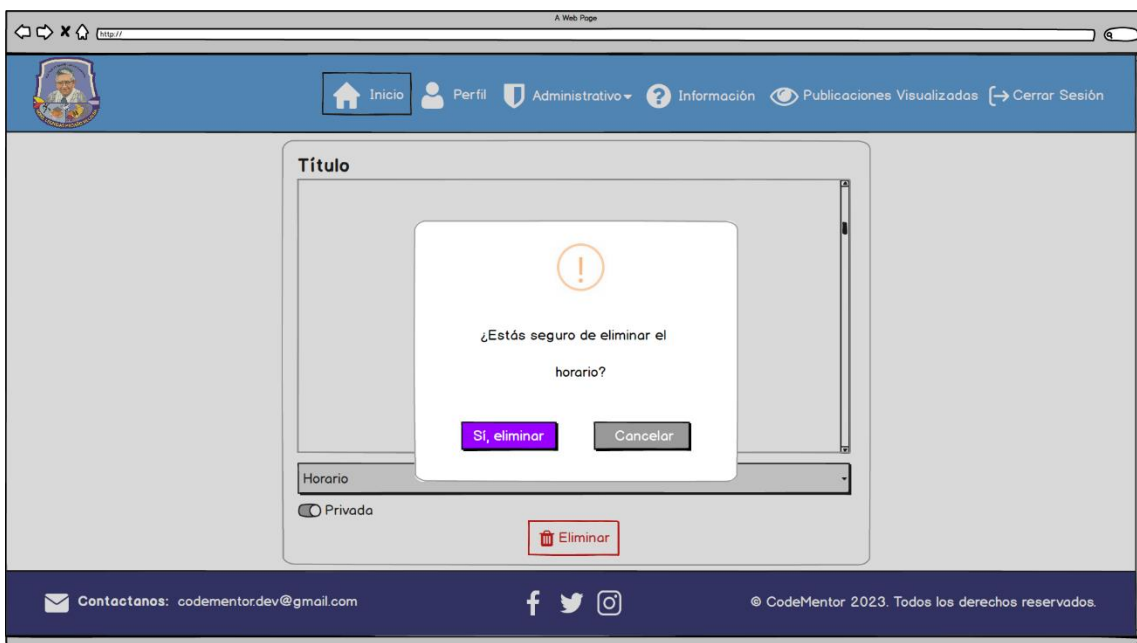 A Web Page
http://
Inicio Perfil Administrativo Información Publicaciones Visualizadas Cerrar Sesión
Título
¿Estás seguro de eliminar el
horario?
Sí, eliminar Cancelar
Horario
Privada
Eliminar
Contactanos: codementor.dev@gmail.com
© CodeMentor 2023. Todos los derechos reservados.